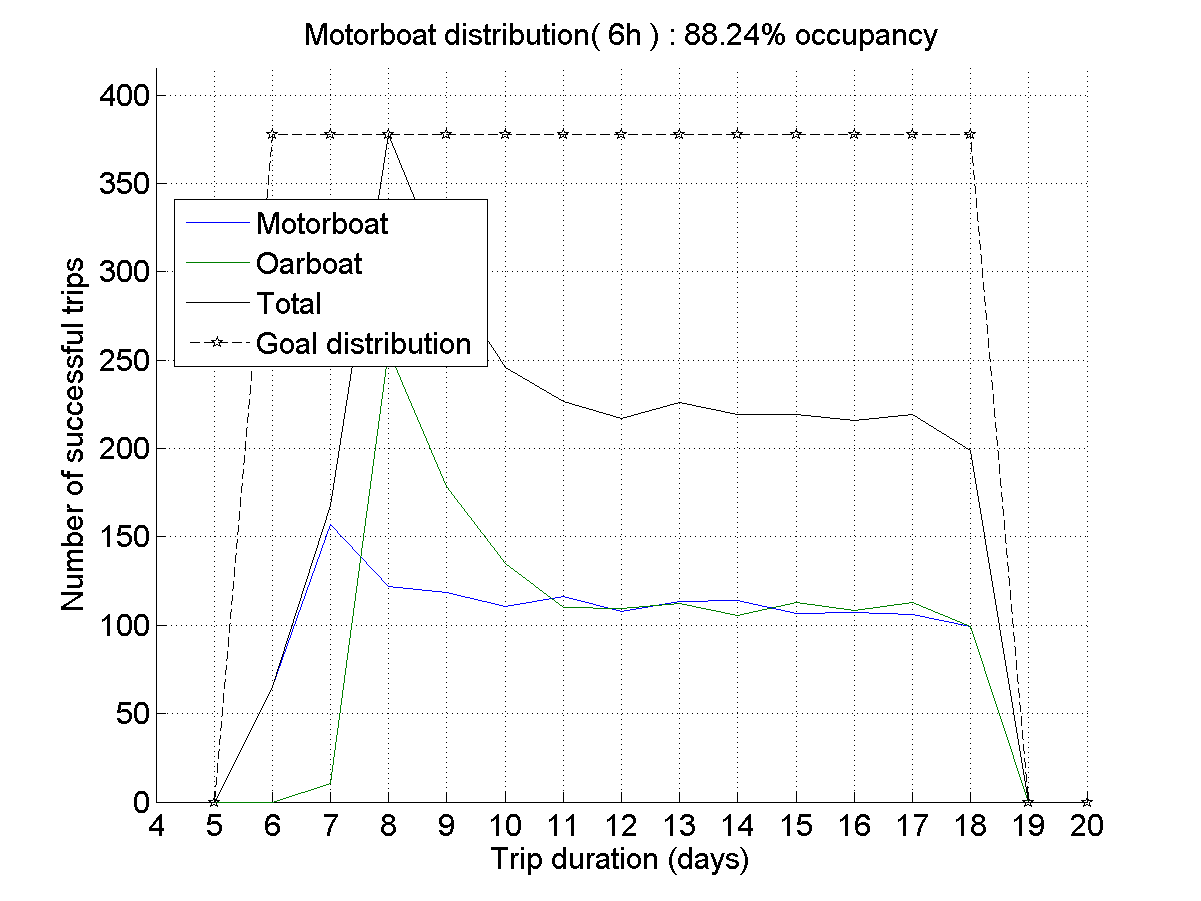 Motorboat distribution( 6h ) : 88.24% occupancy
400
350
300
250
200
150
100
50
0
Number of successful trips
Motorboat
Oarboat
Total
Goal distribution
4 5 6 7 8 9 10 11 12 13 14 15 16 17 18 19 20
Trip duration (days)